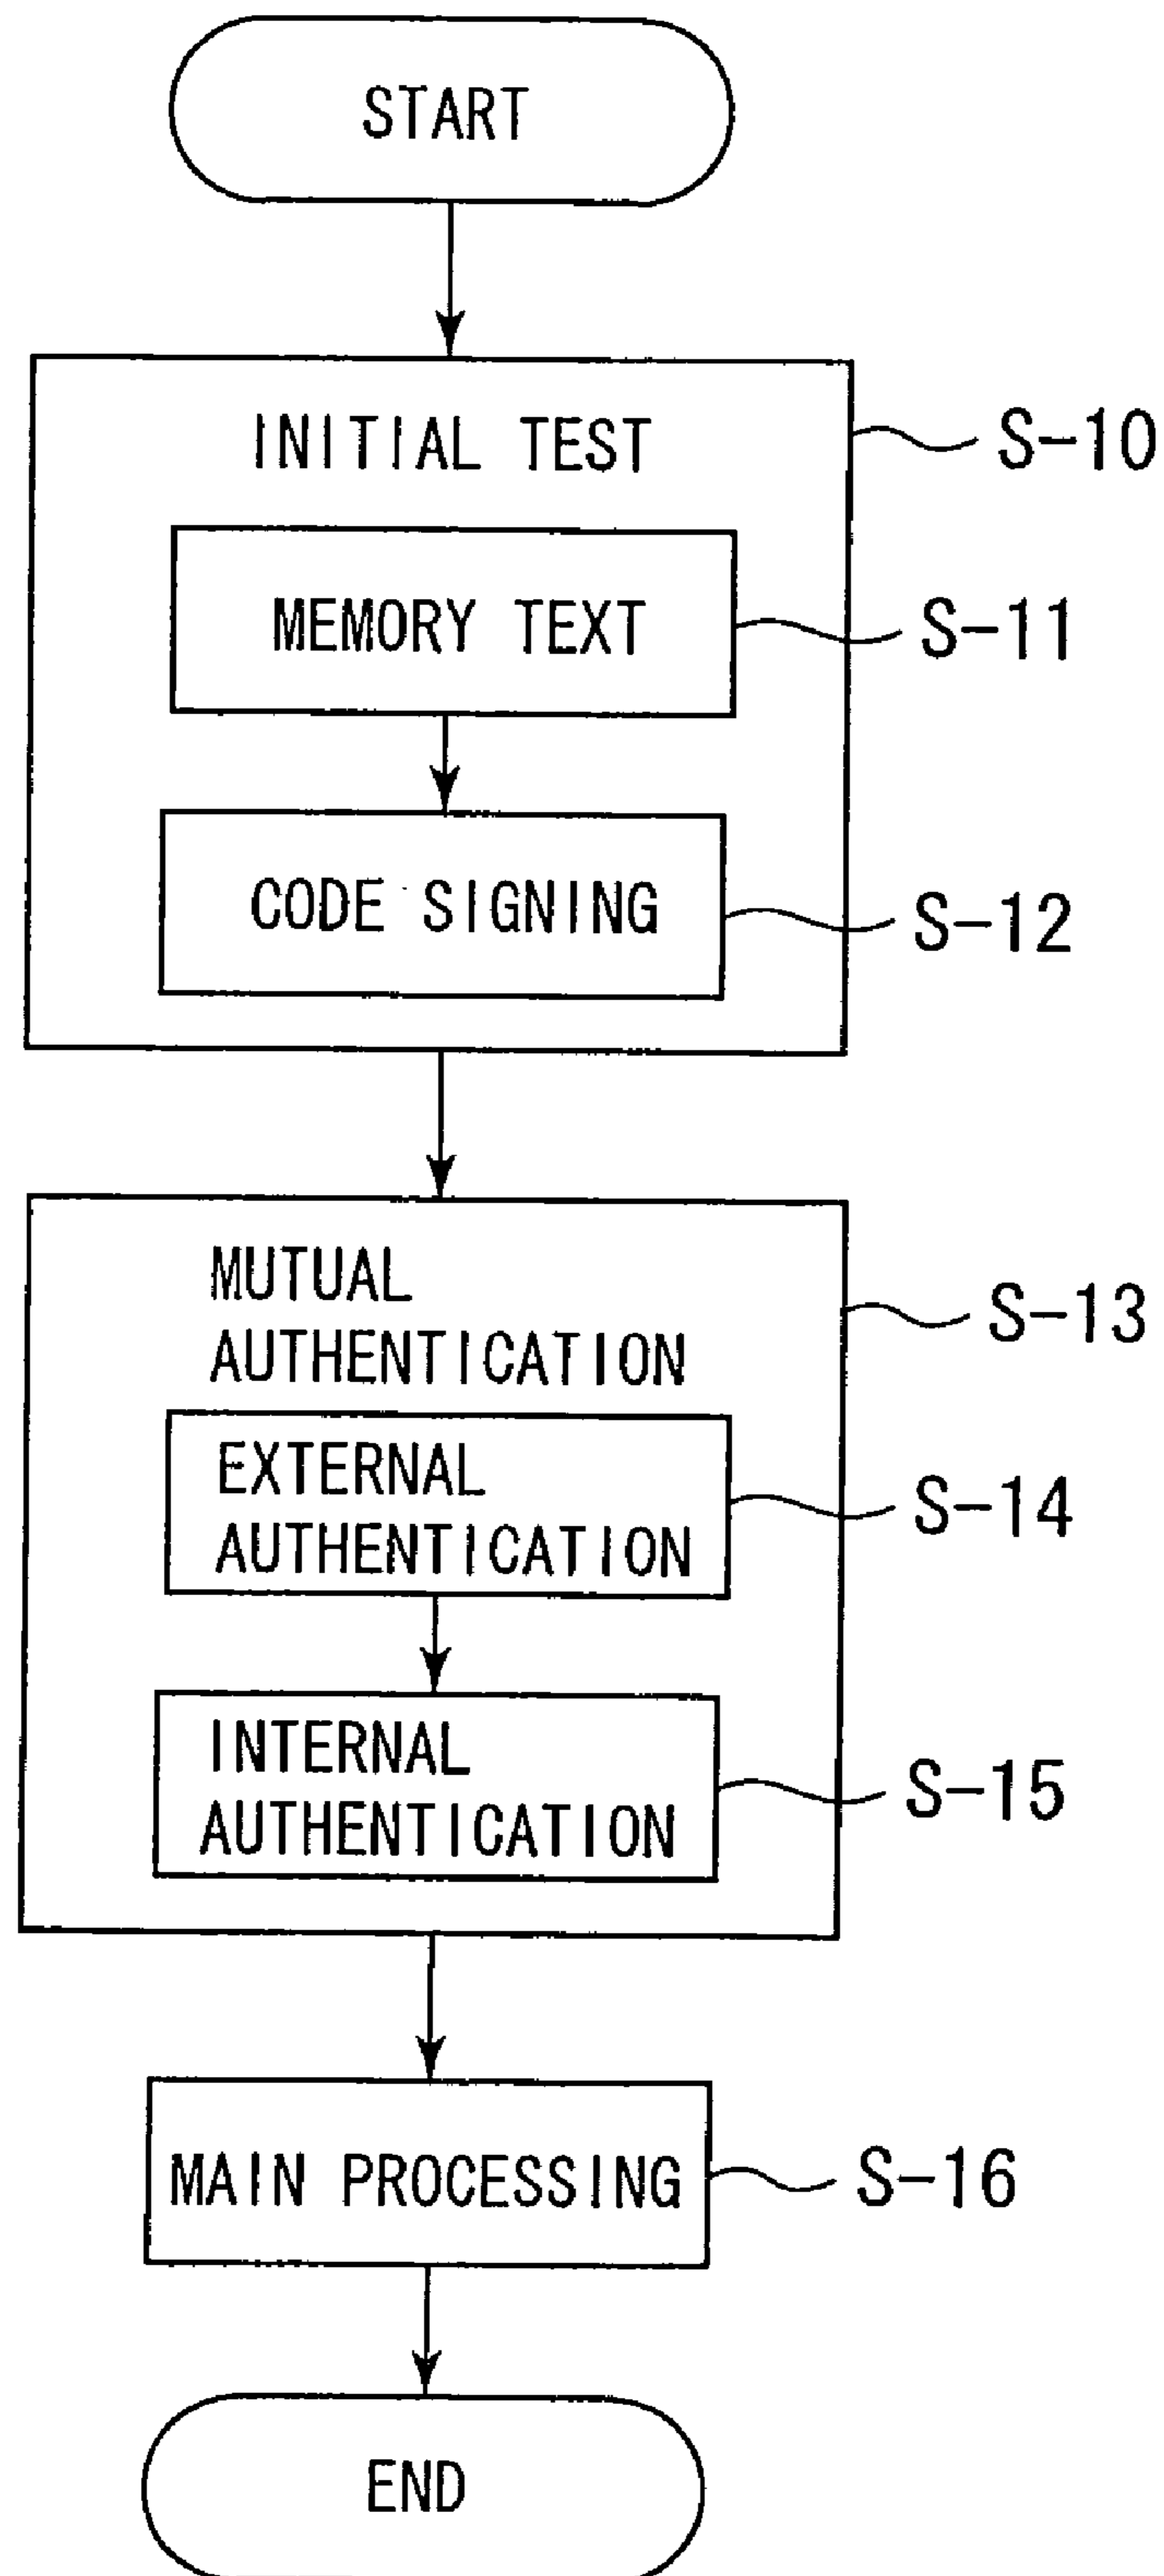 START
INITIAL TEST
S-10
MEMORY TEXT
S-11
CODE SIGNING
S-12
MUTUAL
AUTHENTICATION
S-13
EXTERNAL
AUTHENTICATION
S-14
INTERNAL
AUTHENTICATION
S-15
MAIN PROCESSING
S-16
END